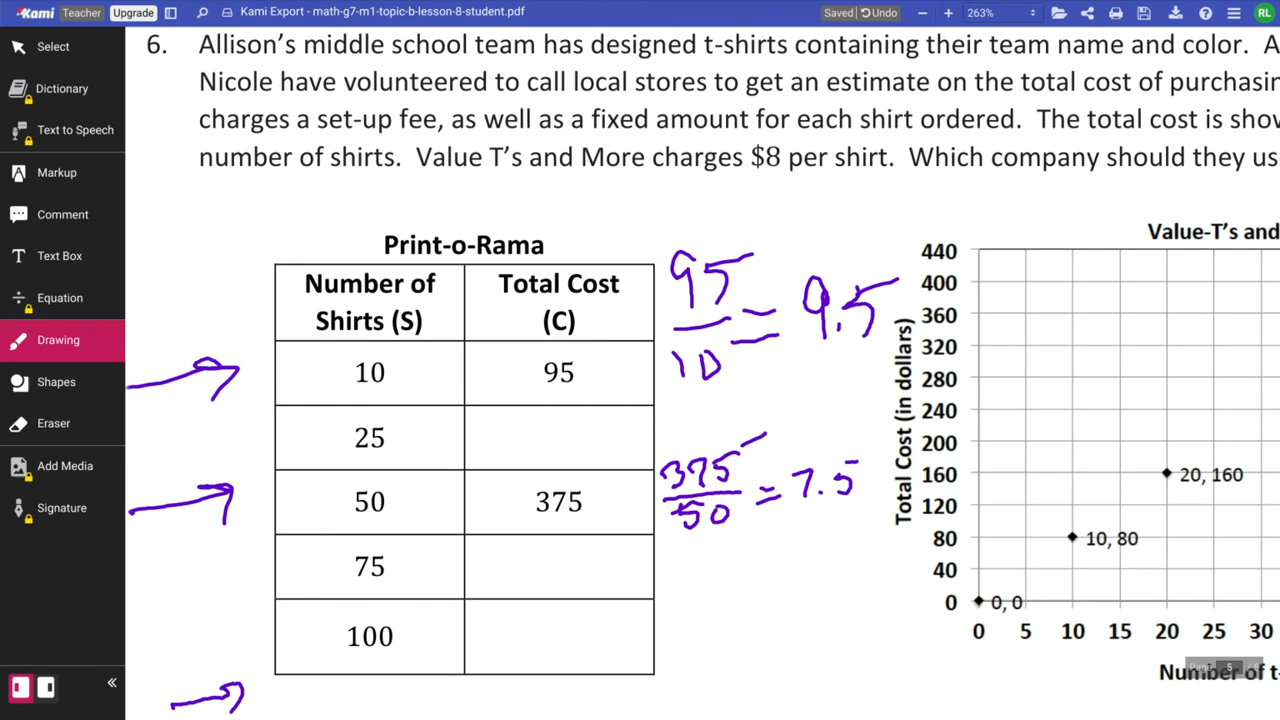 Kami Teacher Upgrade Kami Export - math-g7-m1-topic-b-lesson-8-student.pdf Saved Undo 263%
Select
Dictionary
Text to Speech
Markup
Comment
Text Box
Equation
Drawing
Shapes
Eraser
Add Media
Signature
6. Allison's middle school team has designed t-shirts containing their team name and color. A
Nicole have volunteered to call local stores to get an estimate on the total cost of purchasin
charges a set-up fee, as well as a fixed amount for each shirt ordered. The total cost is show
number of shirts. Value T's and More charges $8 per shirt. Which company should they us
Print-o-Rama
Number of Shirts (S) Total Cost (C)
10 95
25
50 375
75
100
95/10 = 9.5
375/50 = 7.5
Value-T's and
Total Cost (in dollars)
440
400
360
320
280
240
200
160
120
80
40
0
20, 160
10, 80
0, 0
0 5 10 15 20 25 30
Number of t-
Page 5 / 5